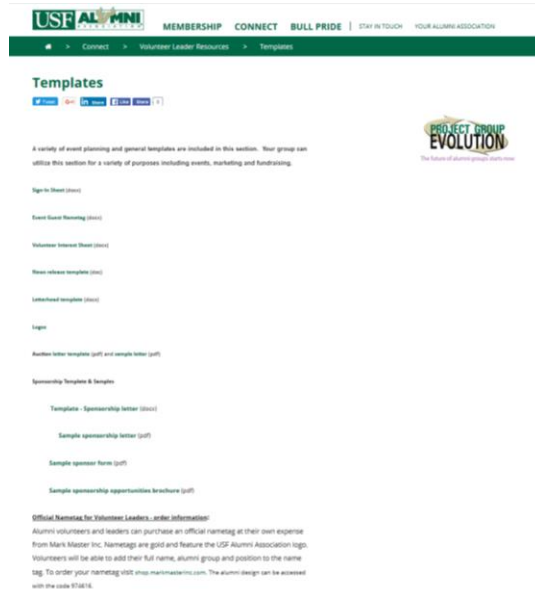 USF ALUMNI
ASSOCIATION
MEMBERSHIP CONNECT BULL PRIDE | STAY IN TOUCH YOUR ALUMNI ASSOCIATION
> Connect > Volunteer Leader Resources > Templates
Templates
Tweet G+1 Share Like Share
PROJECT GROUP
EVOLUTION
The future of alumni groups starts now
A variety of event planning and general templates are included in this section. Your group can
utilize this section for a variety of purposes including events, marketing and fundraising.
Sign-In Sheet (docx)
Event Guest Nametag (docx)
Volunteer Interest Sheet (docx)
News release template (doc)
Letterhead template (docx)
Logos
Auction letter template (pdf) and sample letter (pdf)
Sponsorship Template & Samples
Template - Sponsorship letter (docx)
Sample sponsorship letter (pdf)
Sample sponsor form (pdf)
Sample sponsorship opportunities brochure (pdf)
Official Nametag for Volunteer Leaders - order information:
Alumni volunteers and leaders can purchase an official nametag at their own expense
from Mark Master Inc. Nametags are gold and feature the USF Alumni Association logo.
Volunteers will be able to add their full name, alumni group and position to the name
tag. To order your nametag visit shop.markmasterinc.com. The alumni design can be accessed
with the code 974616.